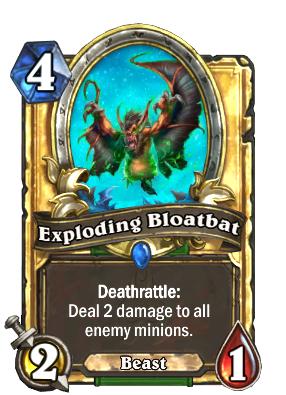 4
Exploding Bloatbat
Deathrattle:
Deal 2 damage to all
enemy minions.
2
Beast
1